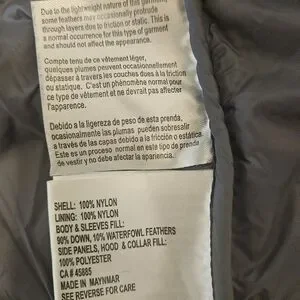 Due to the lightweight nature of this garment,
some feathers may occasionally protrude
through layers due to friction or static. This is
a normal occurrence for this type of garment
and should not affect the appearance.
Compte tenu de ce vêtement léger,
quelques plumes peuvent occasionnellement
dépasser à travers les couches dues à la friction
ou statique. C'est un phénomène normal pour
ce type de vêtement et ne devrait pas affecter
l'apparence.
Debido a la ligereza de peso de esta prenda,
ocasionalmente las plumas pueden sobresalir
a través de las capas debido a la fricción o estática.
Este es un proceso normal en este tipo de prenda
de vestir y no debe afectar la apariencia.
SHELL: 100% NYLON
LINING: 100% NYLON
BODY & SLEEVES FILL:
90% DOWN, 10% WATERFOWL FEATHERS
SIDE PANELS, HOOD & COLLAR FILL:
100% POLYESTER
CA # 45885
MADE IN MAYNMAR
SEE REVERSE FOR CARE